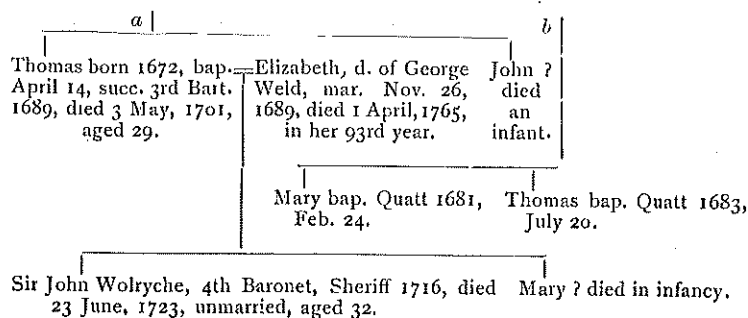 a b
Thomas born 1672, bap.
April 14, succ. 3rd Bart.
1689, died 3 May, 1701,
aged 29.
Elizabeth, d. of George
Weld, mar. Nov. 26,
1689, died 1 April, 1765,
in her 93rd year.
John ?
died
an
infant.
Mary bap. Quatt 1681,
Feb. 24.
Thomas bap. Quatt 1683,
July 20.
Sir John Wolryche, 4th Baronet, Sheriff 1716, died
23 June, 1723, unmarried, aged 32.
Mary ? died in infancy.